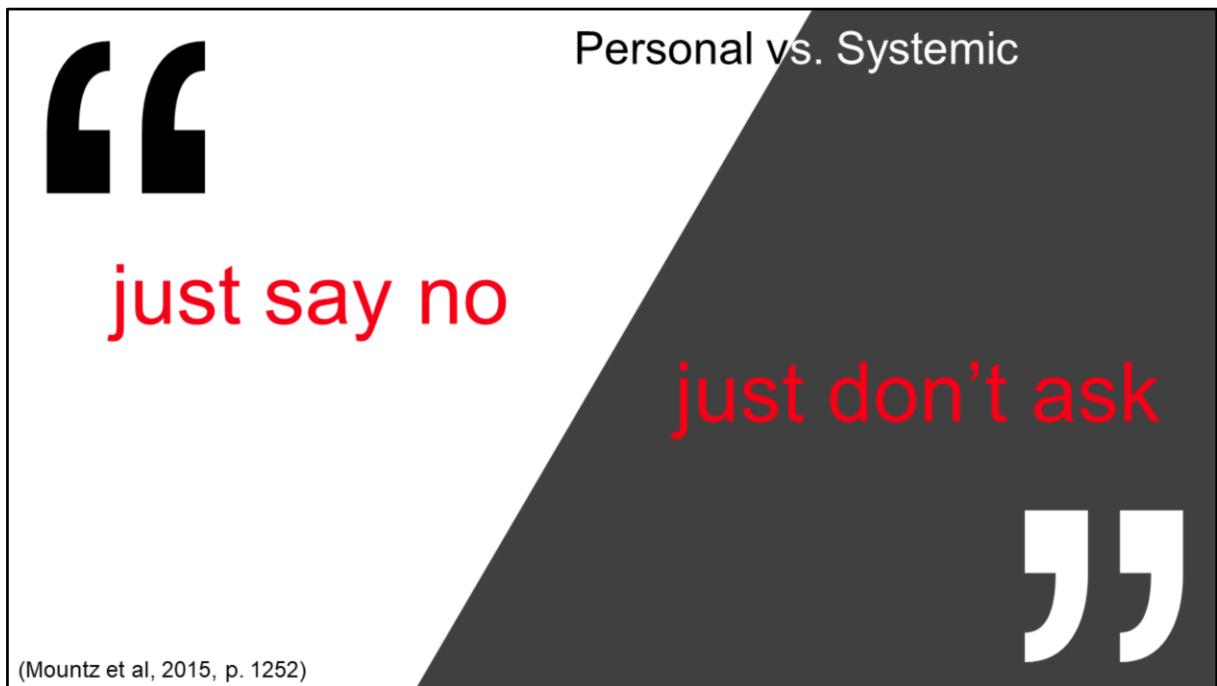 Personal vs. Systemic
“
just say no
just don’t ask
”
(Mountz et al, 2015, p. 1252)